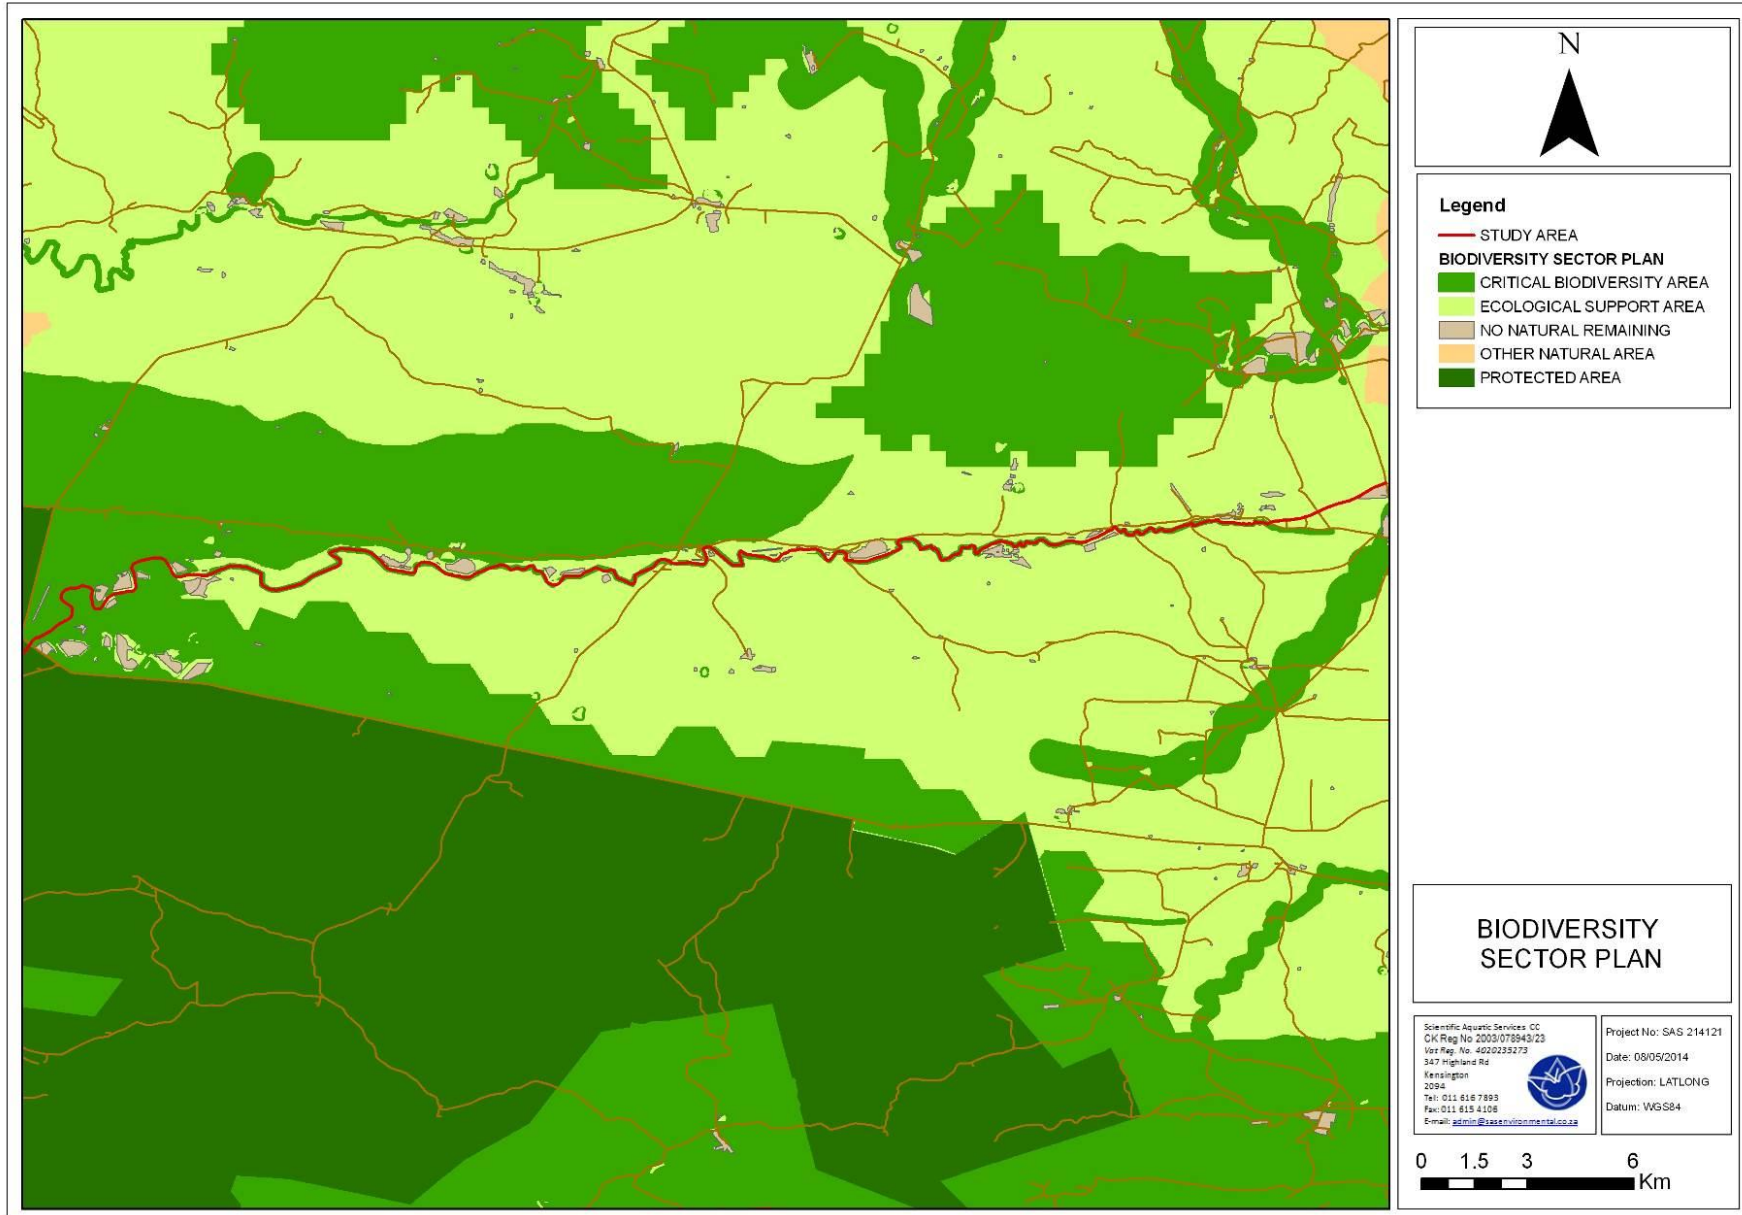 N
Legend
STUDY AREA
BIODIVERSITY SECTOR PLAN
CRITICAL BIODIVERSITY AREA
ECOLOGICAL SUPPORT AREA
NO NATURAL REMAINING
OTHER NATURAL AREA
PROTECTED AREA
BIODIVERSITY
SECTOR PLAN
Scientific Aquatic Services CC
CK Reg No 2003/078943/23
Vat Reg. No. 4020235273
347 Highland Rd
Kensington
2094
Tel: 011 616 7893
Fax: 011 615 4106
E-mail: admin@sasenvironmental.co.za
Project No: SAS 214121
Date: 08/05/2014
Projection: LATLONG
Datum: WGS84
0 1.5 3 6
Km